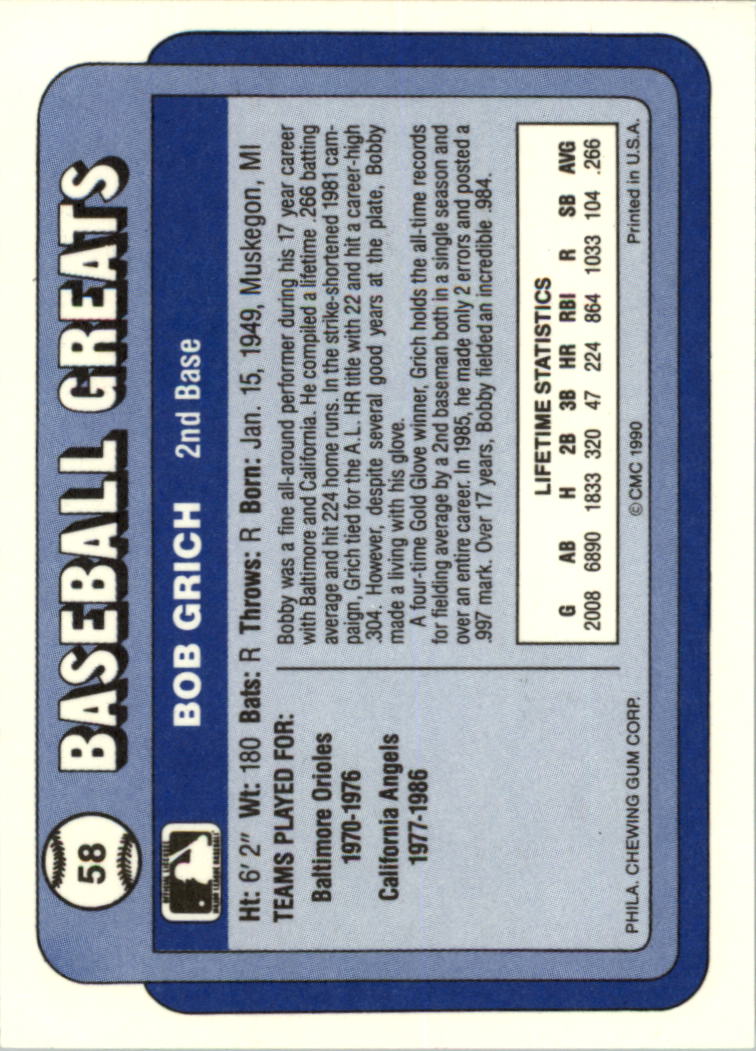 58
BASEBALL GREATS
BOB GRICH 2nd Base
Ht: 6' 2" Wt: 180 Bats: R Throws: R Born: Jan. 15, 1949, Muskegon, MI
TEAMS PLAYED FOR:
Baltimore Orioles
1970-1976
California Angels
1977-1986
Bobby was a fine all-around performer during his 17 year career
with Baltimore and California. He compiled a lifetime .266 batting
average and hit 224 home runs. In the strike-shortened 1981 cam-
paign, Grich tied for the A.L. HR title with 22 and hit a career-high
.304. However, despite several good years at the plate, Bobby
made a living with his glove.
A four-time Gold Glove winner, Grich holds the all-time records
for fielding average by a 2nd baseman both in a single season and
over an entire career. In 1985, he made only 2 errors and posted a
.997 mark. Over 17 years, Bobby fielded an incredible .984.
LIFETIME STATISTICS
G AB H 2B 3B HR RBI R SB AVG
2008 6890 1833 320 47 224 864 1033 104 .266
PHILA. CHEWING GUM CORP. © CMC 1990 Printed in U.S.A.